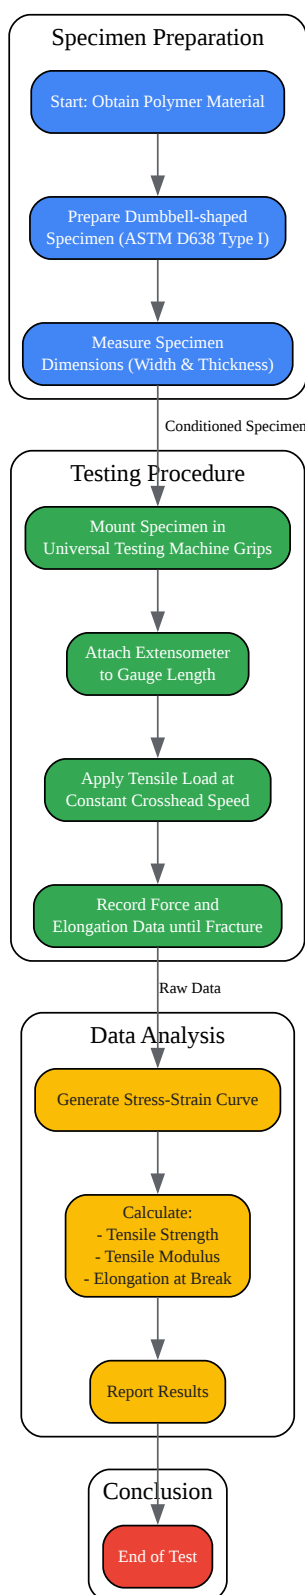 Specimen Preparation
Start: Obtain Polymer Material
Prepare Dumbbell-shaped
Specimen (ASTM D638 Type I)
Measure Specimen
Dimensions (Width & Thickness)
Conditioned Specimen
Testing Procedure
Mount Specimen in
Universal Testing Machine Grips
Attach Extensometer
to Gauge Length
Apply Tensile Load at
Constant Crosshead Speed
Record Force and
Elongation Data until Fracture
Raw Data
Data Analysis
Generate Stress-Strain Curve
Calculate:
- Tensile Strength
- Tensile Modulus
- Elongation at Break
Report Results
Conclusion
End of Test